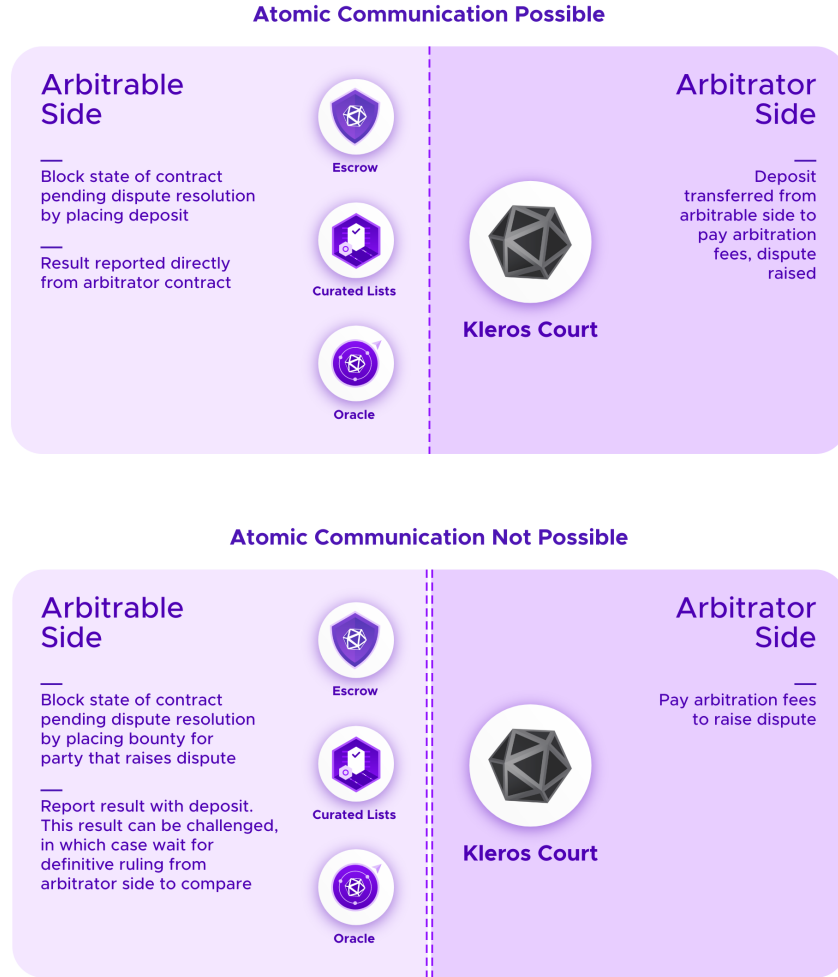 Atomic Communication Possible
Arbitrable
Side
Block state of contract
pending dispute resolution
by placing deposit
Result reported directly
from arbitrator contract
Escrow
Curated Lists
Oracle
Kleros Court
Arbitrator
Side
Deposit
transferred from
arbitrable side to
pay arbitration
fees, dispute
raised
Atomic Communication Not Possible
Arbitrable
Side
Block state of contract
pending dispute resolution
by placing bounty for
party that raises dispute
Report result with deposit.
This result can be challenged,
in which case wait for
definitive ruling from
arbitrator side to compare
Escrow
Curated Lists
Oracle
Kleros Court
Arbitrator
Side
Pay arbitration fees
to raise dispute